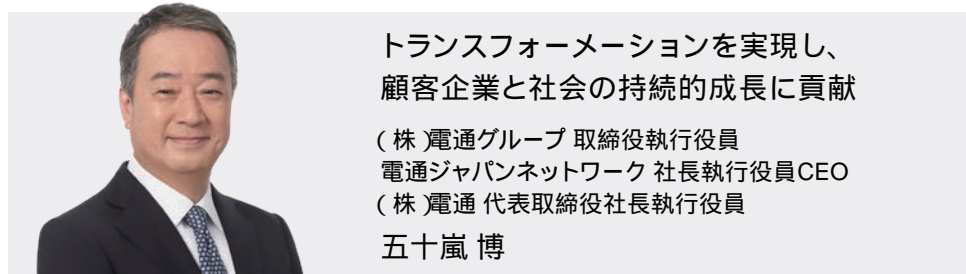 トランスフォーメーションを実現し、
顧客企業と社会の持続的成長に貢献
(株)電通グループ 取締役執行役員
電通ジャパンネットワーク 社長執行役員CEO
(株)電通 代表取締役社長執行役員
五十嵐 博